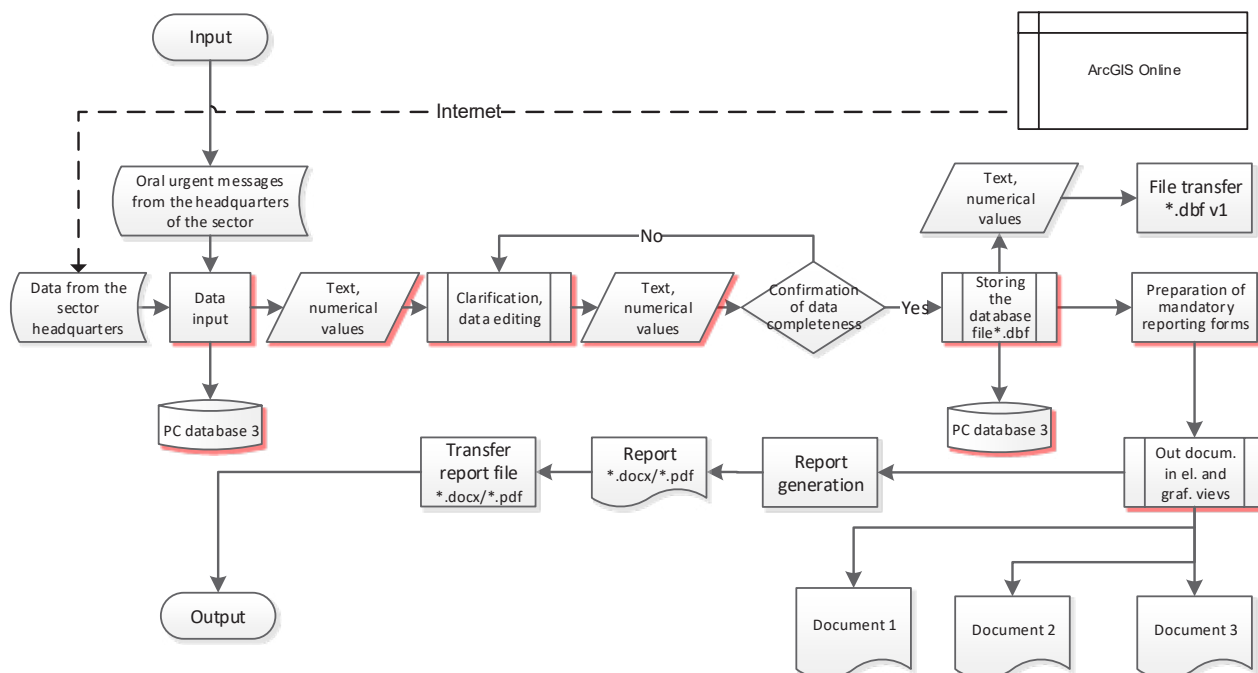 Input
ArcGIS Online
Internet
Oral urgent messages
from the headquarters
of the sector
Text,
numerical
values
File transfer
*.dbf v1
No
Data from the
sector
headquarters
Data
input
Text,
numerical
values
Clarification,
data editing
Text,
numerical
values
Confirmation
of data
completeness
Yes
Storing
the
database
file*.dbf
Preparation of
mandatory
reporting forms
PC database 3
PC database 3
Transfer
report file
*.docx/*.pdf
Report
*.docx/*.pdf
Report
generation
Out docum.
in el. and
graf. vievs
Output
Document 1
Document 2
Document 3